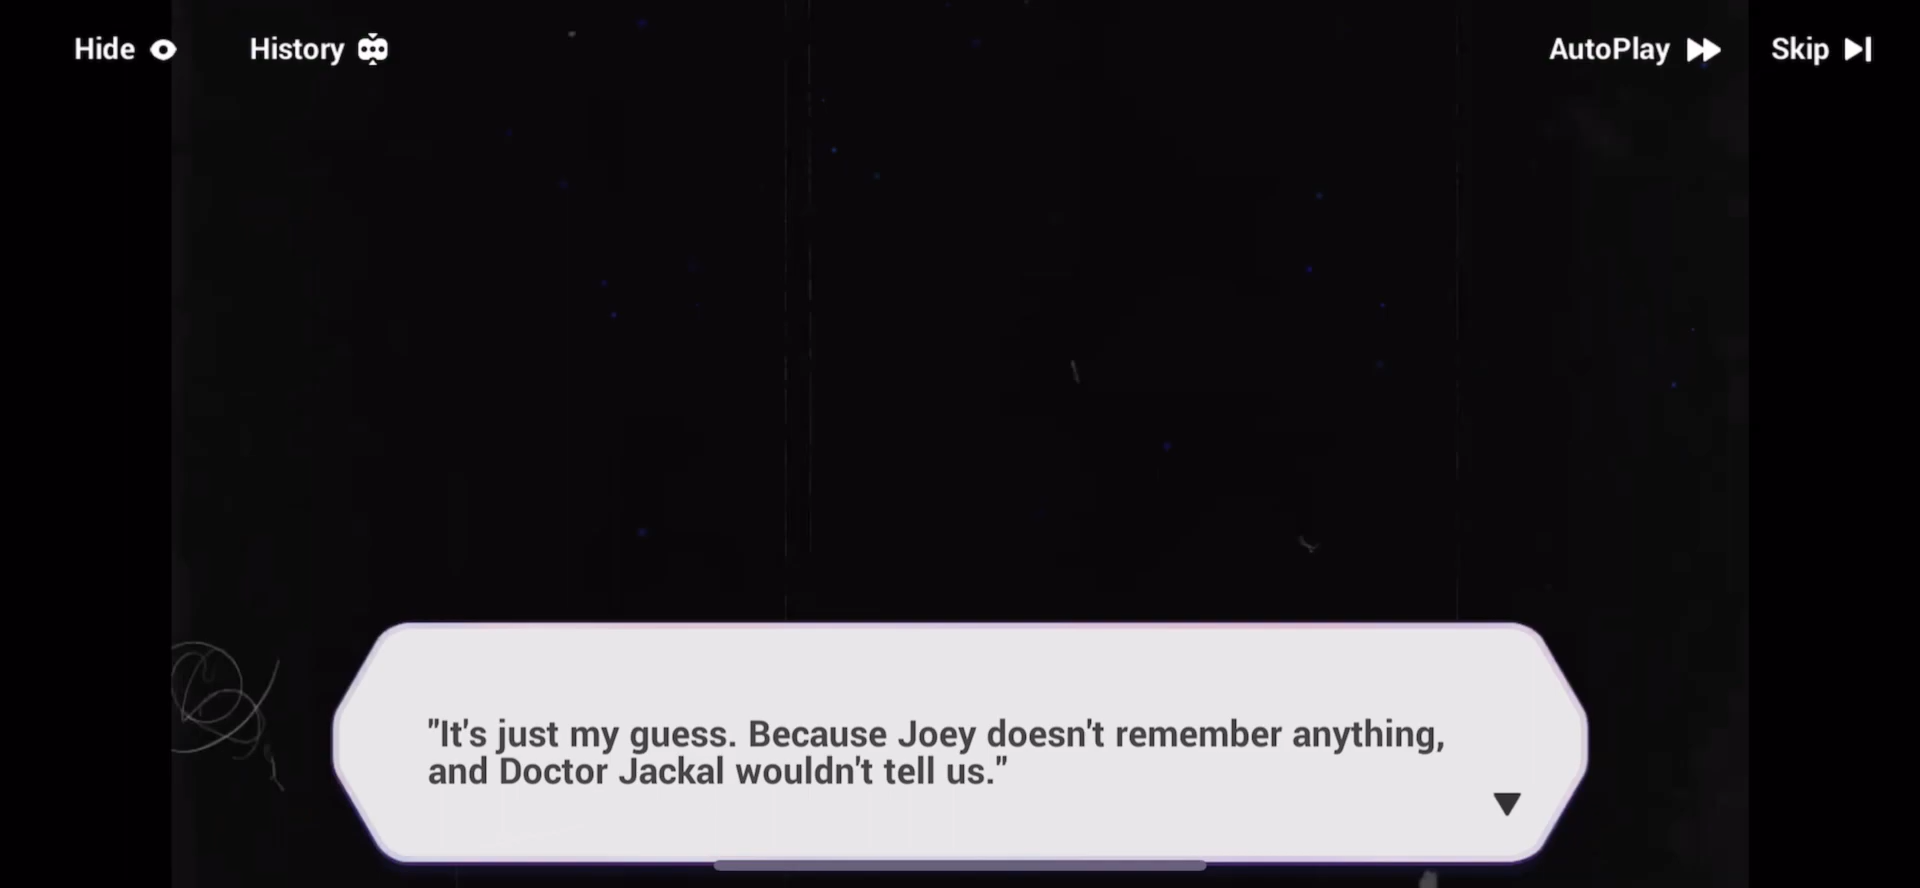 Hide
History
AutoPlay
Skip
"It's just my guess. Because Joey doesn't remember anything,
and Doctor Jackal wouldn't tell us."